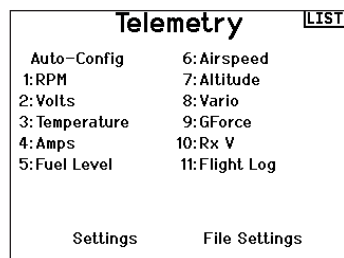 Telemetry
LIST
Auto-Config
1:RPM
2:Volts
3:Temperature
4:Amps
5:Fuel Level
6:Airspeed
7:Altitude
8:Vario
9:GForce
10:Rx V
11:Flight Log
Settings
File Settings